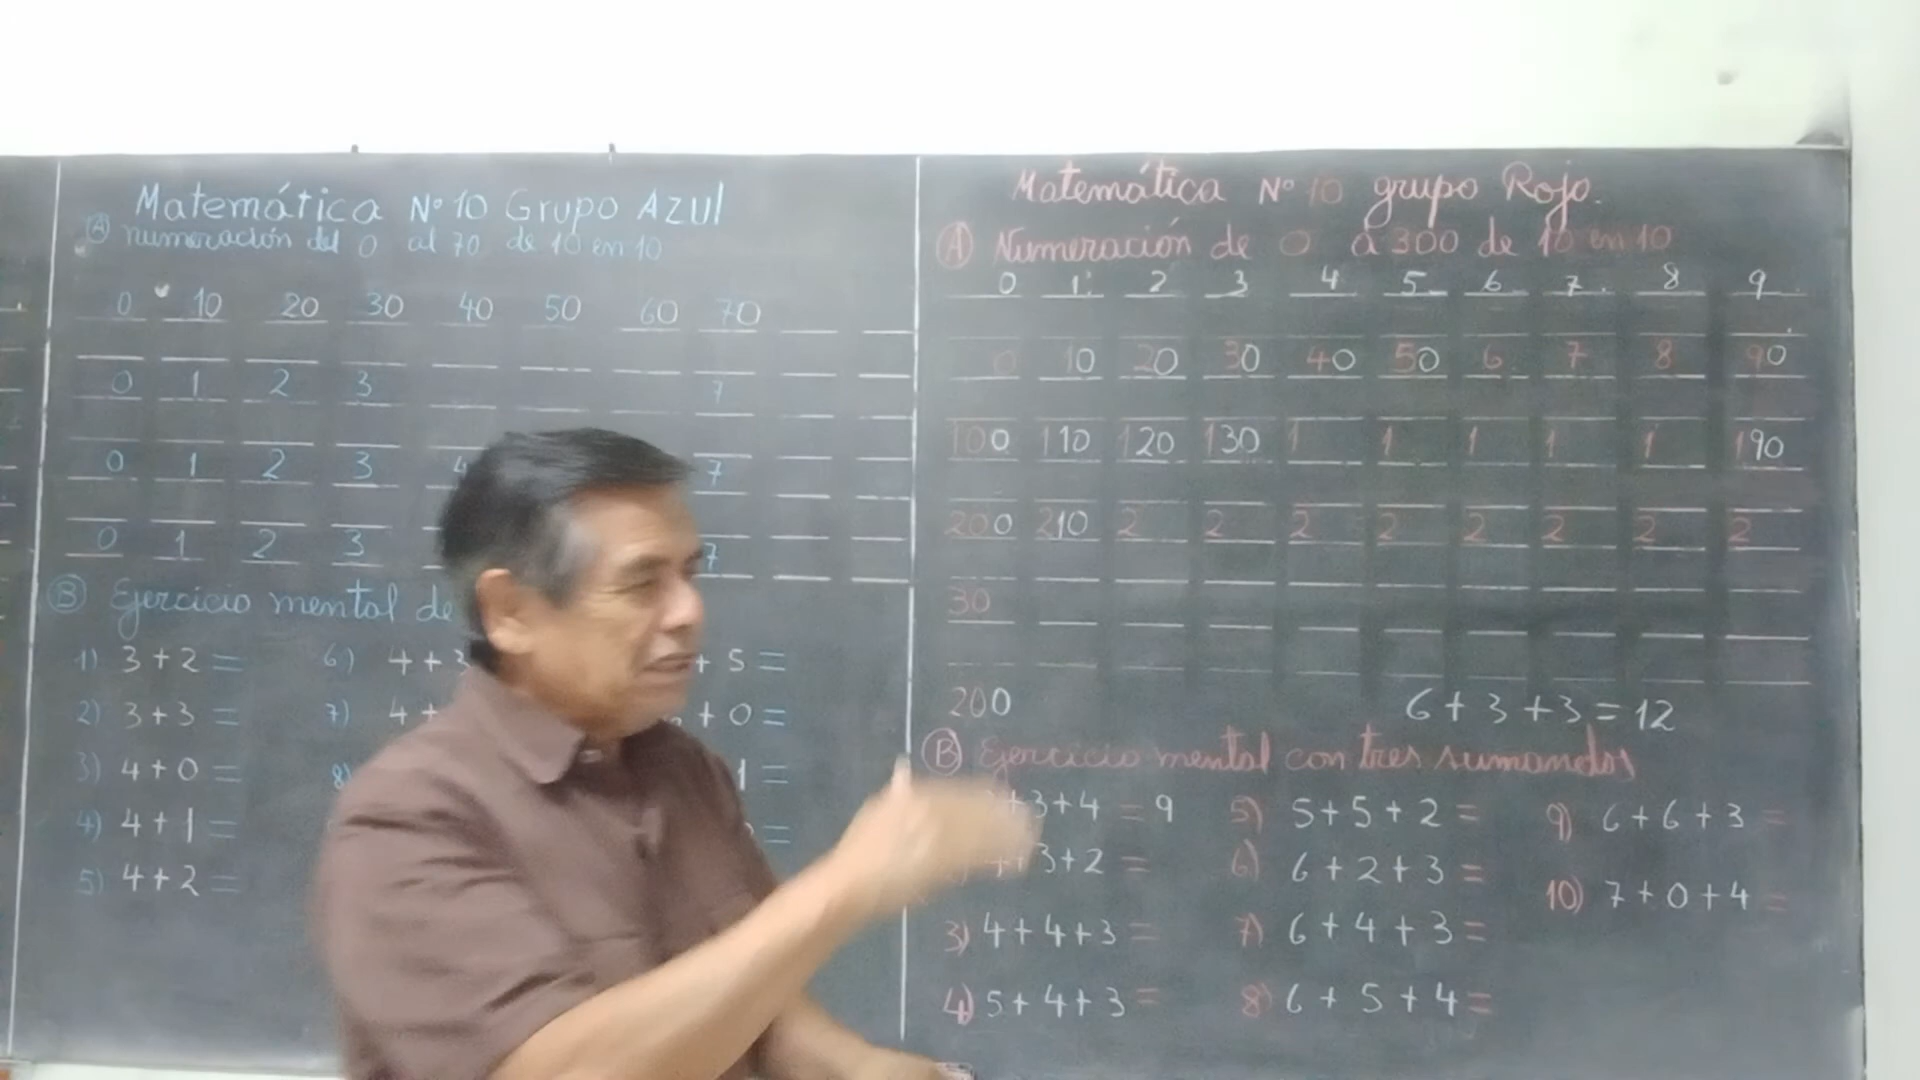 Matemática Nº 10 Grupo Azul
A numeración del 0 al 70 de 10 en 10
0 10 20 30 40 50 60 70
0 1 2 3 7
0 1 2 3 4 7
0 1 2 3 7
B Ejercicio mental de
1) 3+2= 6) 4+3 + 5 =
2) 3+3= 7) 4+ + 0 =
3) 4+0= 8) 1 =
4) 4+1= =
5) 4+2=
Matemática Nº 10 grupo Rojo.
A Numeración de 0 a 300 de 10 en 10
0 1 2 3 4 5 6 7 8 9
0 10 20 30 40 50 6 7 8 90
100 110 120 130 1 1 1 1 1 190
200 210 2 2 2 2 2 2 2 2
30
200
6+3+3=12
B Ejercicio mental con tres sumandos
+3+4=9 5) 5+5+2= 9) 6+6+3=
+3+2= 6) 6+2+3= 10) 7+0+4=
3) 4+4+3= 7) 6+4+3=
4) 5+4+3= 8) 6+5+4=